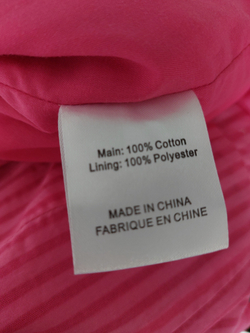 Main: 100% Cotton
Lining: 100% Polyester
MADE IN CHINA
FABRIQUE EN CHINE